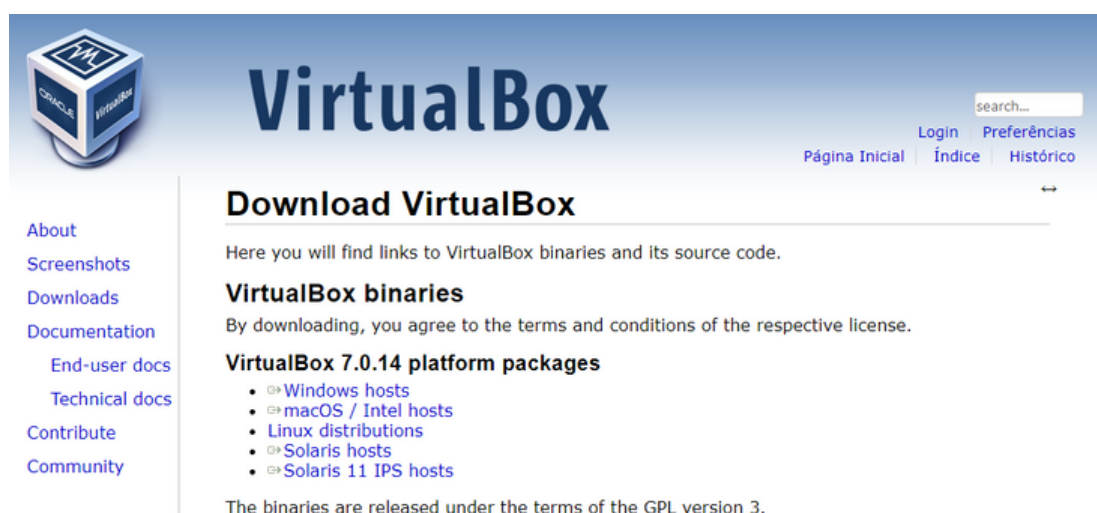 ORACLE
VirtualBox
VirtualBox
search...
Login Preferências
Página Inicial Índice Histórico
About
Screenshots
Downloads
Documentation
End-user docs
Technical docs
Contribute
Community
Download VirtualBox
Here you will find links to VirtualBox binaries and its source code.
VirtualBox binaries
By downloading, you agree to the terms and conditions of the respective license.
VirtualBox 7.0.14 platform packages
• Windows hosts
• macOS / Intel hosts
• Linux distributions
• Solaris hosts
• Solaris 11 IPS hosts
The binaries are released under the terms of the GPL version 3.